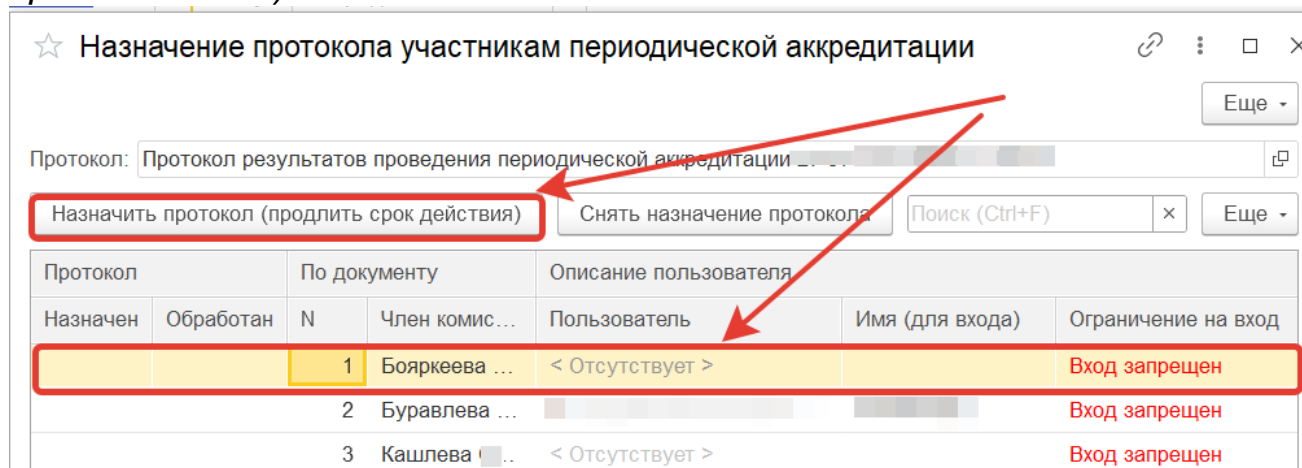 Назначение протокола участникам периодической аккредитации
Еще
Протокол: Протокол результатов проведения периодической аккредитации
Назначить протокол (продлить срок действия) Снять назначение протокола Поиск (Ctrl+F) × Еще
Протокол По документу Описание пользователя
Назначен Обработан N Член комис... Пользователь Имя (для входа) Ограничение на вход
1 Бояркеева ... < Отсутствует > Вход запрещен
2 Буравлева ... Вход запрещен
3 Кашлева < Отсутствует > Вход запрещен